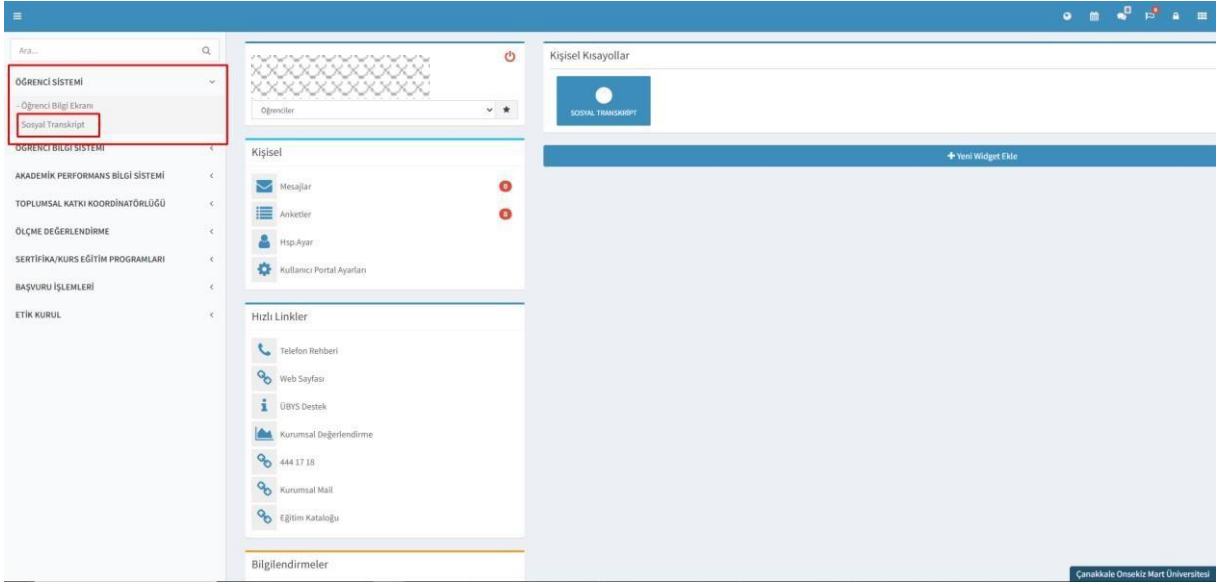 Ara...
ÖĞRENCİ SİSTEMİ
- Öğrenci Bilgi Ekranı
Sosyal Transkript
ÖĞRENCİ BİLGİ SİSTEMİ
AKADEMİK PERFORMANS BİLGİ SİSTEMİ
TOPLUMSAL KATKI KOORDİNATÖRLÜĞÜ
ÖLÇME DEĞERLENDİRME
SERTİFİKA/KURS EĞİTİM PROGRAMLARI
BAŞVURU İŞLEMLERİ
ETİK KURUL
Öğrenciler
Kişisel
Mesajlar
Anketler
Hsp.Ayar
Kullanıcı Portal Ayarları
Hızlı Linkler
Telefon Rehberi
Web Sayfası
ÜBYS Destek
Kurumsal Değerlendirme
444 17 18
Kurumsal Mail
Eğitim Kataloğu
Bilgilendirmeler
Kişisel Kısayollar
SOSYAL TRANSKRİPT
+ Yeni Widget Ekle
Çanakkale Onsekiz Mart Üniversitesi